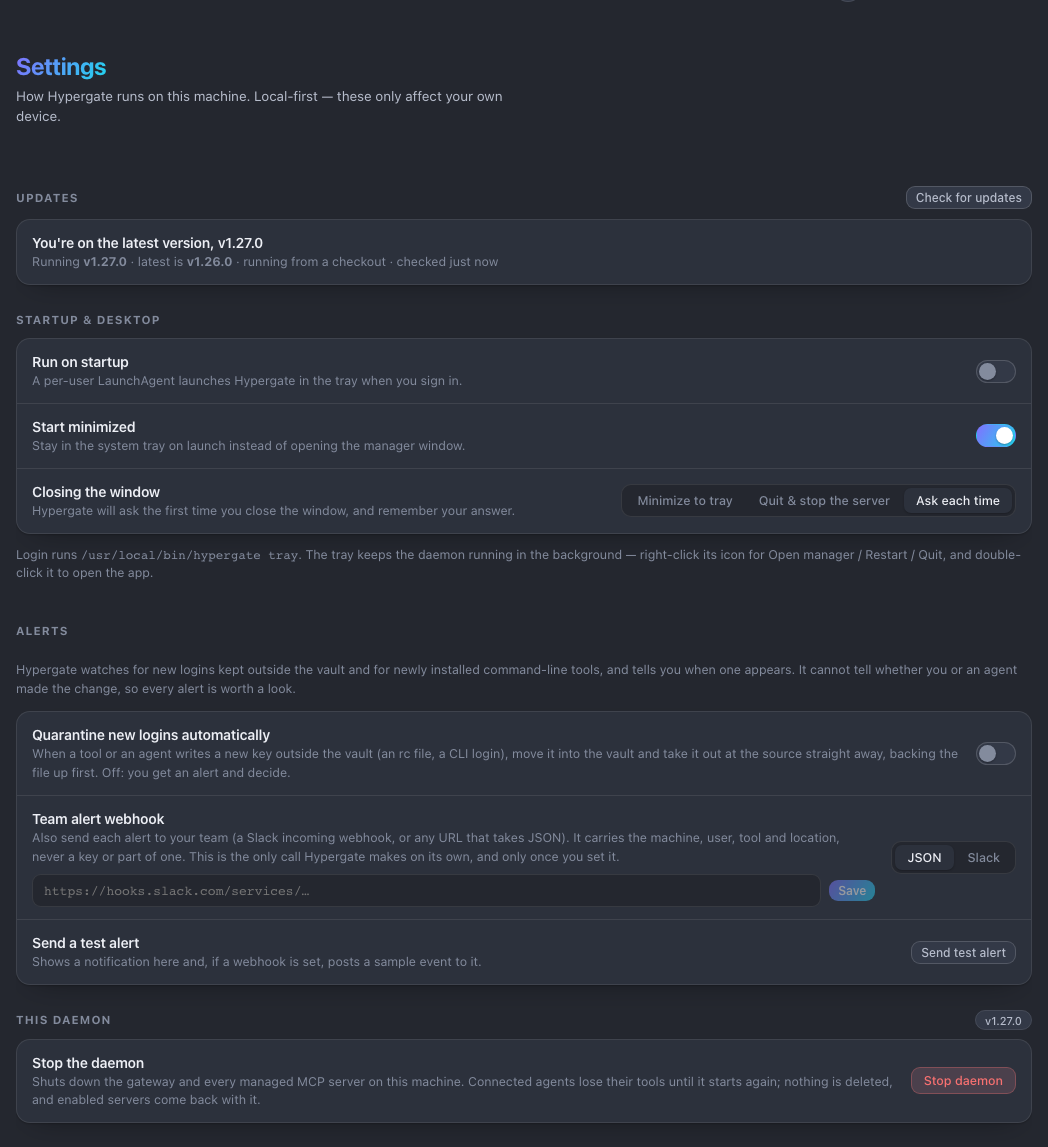 Settings
How Hypergate runs on this machine. Local-first — these only affect your own
device.
UPDATES
Check for updates
You're on the latest version, v1.27.0
Running v1.27.0 · latest is v1.26.0 · running from a checkout · checked just now
STARTUP & DESKTOP
Run on startup
A per-user LaunchAgent launches Hypergate in the tray when you sign in.
Start minimized
Stay in the system tray on launch instead of opening the manager window.
Closing the window
Hypergate will ask the first time you close the window, and remember your answer.
Minimize to tray
Quit & stop the server
Ask each time
Login runs /usr/local/bin/hypergate tray. The tray keeps the daemon running in the background — right-click its icon for Open manager / Restart / Quit, and double-
click it to open the app.
ALERTS
Hypergate watches for new logins kept outside the vault and for newly installed command-line tools, and tells you when one appears. It cannot tell whether you or an agent
made the change, so every alert is worth a look.
Quarantine new logins automatically
When a tool or an agent writes a new key outside the vault (an rc file, a CLI login), move it into the vault and take it out at the source straight away, backing the
file up first. Off: you get an alert and decide.
Team alert webhook
Also send each alert to your team (a Slack incoming webhook, or any URL that takes JSON). It carries the machine, user, tool and location,
never a key or part of one. This is the only call Hypergate makes on its own, and only once you set it.
https://hooks.slack.com/services/…
Save
JSON
Slack
Send a test alert
Shows a notification here and, if a webhook is set, posts a sample event to it.
Send test alert
THIS DAEMON
v1.27.0
Stop the daemon
Shuts down the gateway and every managed MCP server on this machine. Connected agents lose their tools until it starts again; nothing is deleted,
and enabled servers come back with it.
Stop daemon